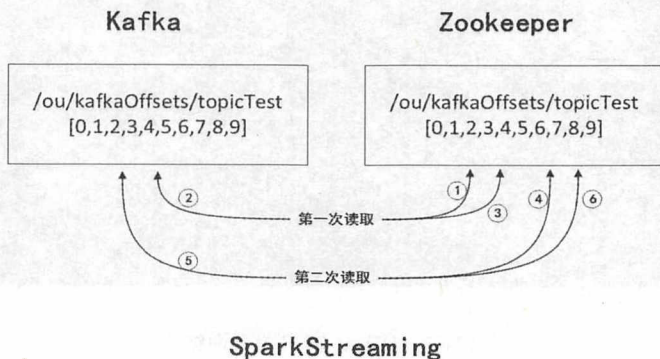 Kafka
Zookeeper
/ou/kafkaOffsets/topicTest
[0,1,2,3,4,5,6,7,8,9]
/ou/kafkaOffsets/topicTest
[0,1,2,3,4,5,6,7,8,9]
② ① ③ ④ ⑥
第一次读取
⑤
第二次读取
SparkStreaming